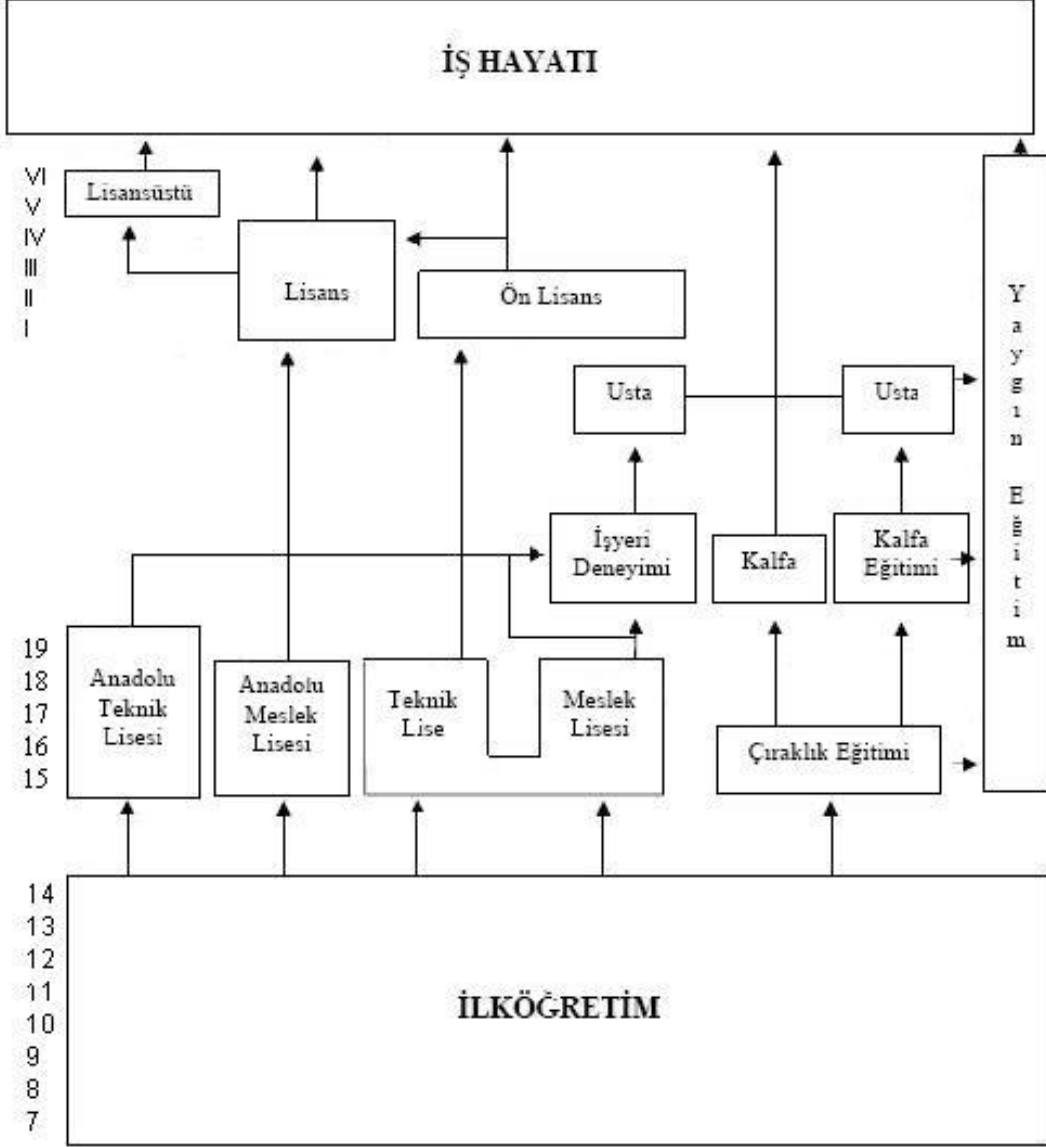 İŞ HAYATI
VI
V
IV
III
II
I
Lisansüstü
Lisans
Ön Lisans
Usta
Usta
Yaygın Eğitim
İşyeri
Deneyimi
Kalfa
Kalfa
Eğitimi
19
18
17
16
15
Anadolu
Teknik
Lisesi
Anadolu
Meslek
Lisesi
Teknik
Lise
Meslek
Lisesi
Çıraklık Eğitimi
14
13
12
11
10
9
8
7
İLKÖĞRETİM